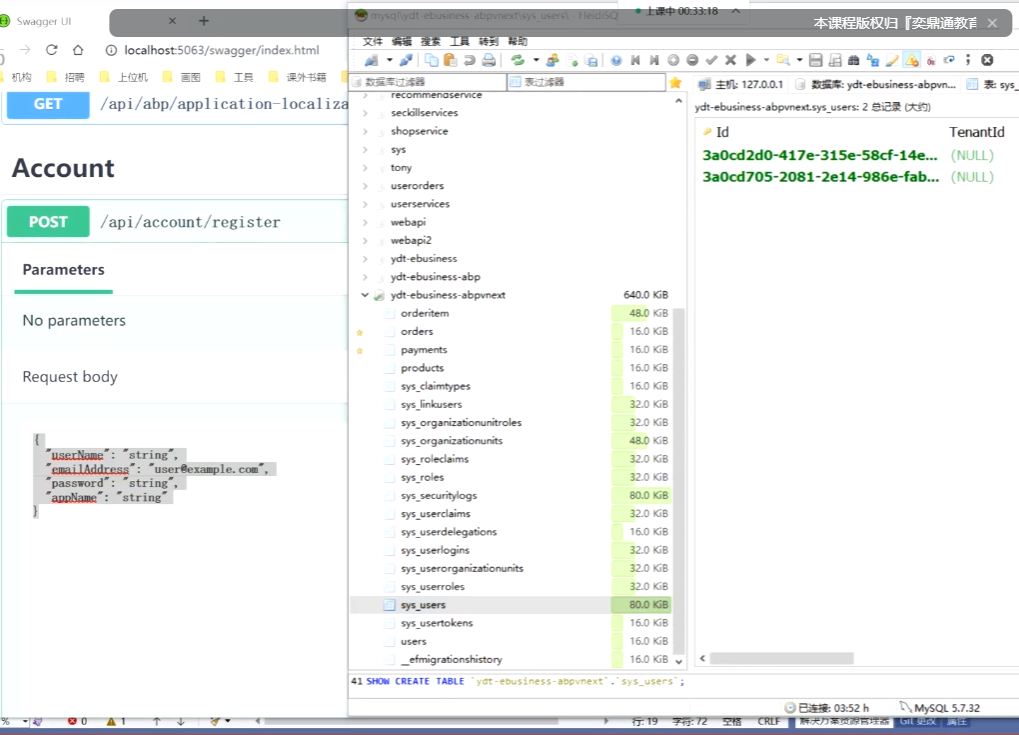 Swagger UI
localhost:5063/swagger/index.html
机构 招聘 上位机 画图 工具 课外书籍
GET /api/abp/application-localiza
Account
POST /api/account/register
Parameters
No parameters
Request body
{
"userName": "string",
"emailAddress": "user@example.com",
"password": "string",
"appName": "string"
}
mysql\ydt-ebusiness-abpvnext\sys_users\ - HeidiSQ
上课中 00:33:18
本课程版权归『奕鼎通教育
文件 编辑 搜索 工具 转到 帮助
数据库过滤器 表过滤器
recommendservice
seckillservices
shopservice
sys
tony
userorders
userservices
webapi
webapi2
ydt-ebusiness
ydt-ebusiness-abp
ydt-ebusiness-abpvnext 640.0 KiB
orderitem 48.0 KiB
orders 16.0 KiB
payments 16.0 KiB
products 16.0 KiB
sys_claimtypes 16.0 KiB
sys_linkusers 32.0 KiB
sys_organizationunitroles 32.0 KiB
sys_organizationunits 48.0 KiB
sys_roleclaims 32.0 KiB
sys_roles 32.0 KiB
sys_securitylogs 80.0 KiB
sys_userclaims 32.0 KiB
sys_userdelegations 16.0 KiB
sys_userlogins 32.0 KiB
sys_userorganizationunits 32.0 KiB
sys_userroles 32.0 KiB
sys_users 80.0 KiB
sys_usertokens 16.0 KiB
users 16.0 KiB
__efmigrationshistory 16.0 KiB
主机: 127.0.0.1 数据库: ydt-ebusiness-abpvn... 表: sys_
ydt-ebusiness-abpvnext.sys_users: 2 总记录 (大约)
Id TenantId
3a0cd2d0-417e-315e-58cf-14e... (NULL)
3a0cd705-2081-2e14-986e-fab... (NULL)
41 SHOW CREATE TABLE `ydt-ebusiness-abpvnext`.`sys_users`;
已连接: 03:52 h MySQL 5.7.32
% 0 1 行: 19 字符: 72 空格 CRLF
解决方案资源管理器 Git 更改 属性